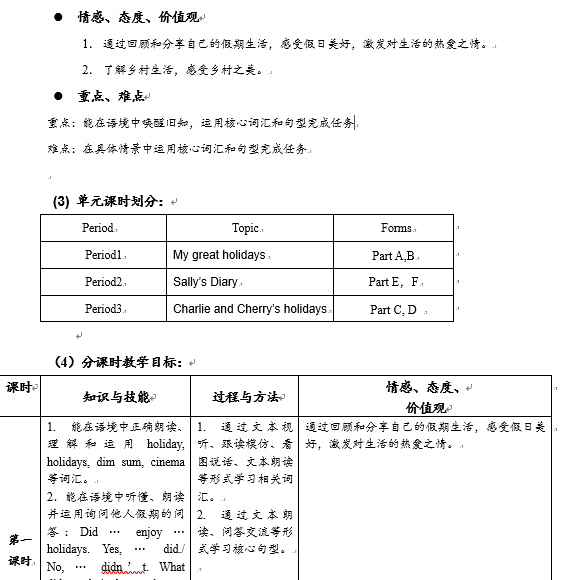 ● 情感、态度、价值观
1. 通过回顾和分享自己的假期生活，感受假日美好，激发对生活的热爱之情。
2. 了解乡村生活，感受乡村之美。
● 重点、难点
重点：能在语境中唤醒旧知，运用核心词汇和句型完成任务
难点：在具体情景中运用核心词汇和句型完成任务
(3) 单元课时划分：
Period Topic Forms
Period1 My great holidays Part A,B
Period2 Sally's Diary Part E，F
Period3 Charlie and Cherry's holidays Part C, D
（4）分课时教学目标：
课时 知识与技能 过程与方法 情感、态度、
价值观
第一
课时
1. 能在语境中正确朗读、
理解和运用 holiday,
holidays, dim sum, cinema
等词汇。
2．能在语境中听懂、朗读
并运用询问他人假期的问
答：Did … enjoy …
holidays. Yes, … did./
No, … didn't. What
1. 通过文本视
听、跟读模仿、看
图说话、文本朗读
等形式学习相关词
汇。
2. 通过文本朗
读、问答交流等形
式学习核心句型。
通过回顾和分享自己的假期生活，感受假日美
好，激发对生活的热爱之情。